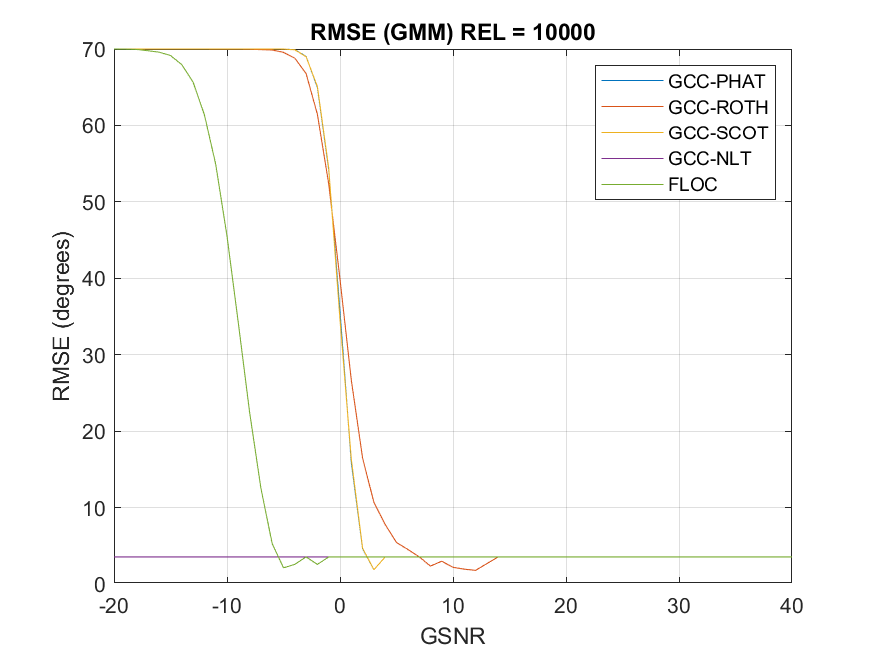 RMSE (GMM) REL = 10000
70
60
50
40
30
20
10
0
RMSE (degrees)
GCC-PHAT
GCC-ROTH
GCC-SCOT
GCC-NLT
FLOC
-20 -10 0 10 20 30 40
GSNR